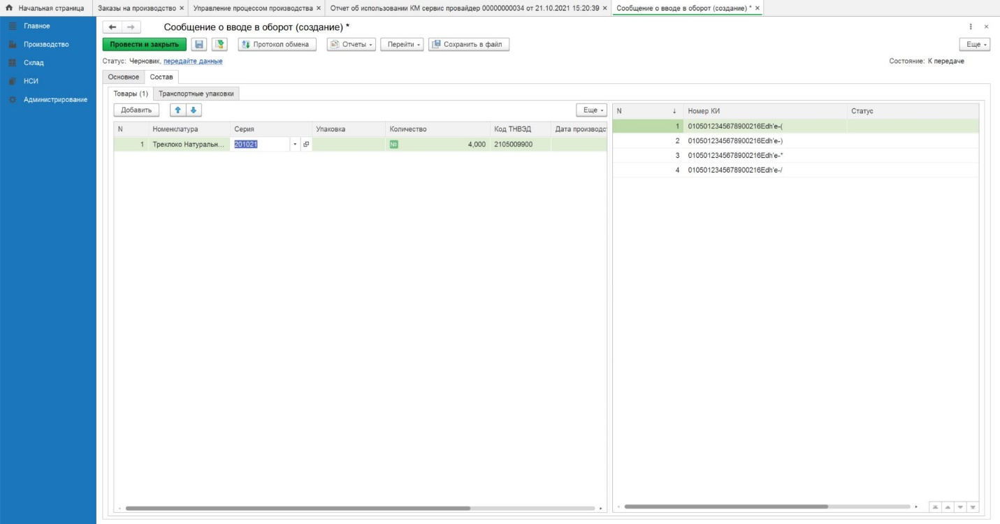 Начальная страница
Заказы на производство ×
Управление процессом производства ×
Отчет об использовании КМ сервис провайдер 00000000034 от 21.10.2021 15:20:39 ×
Сообщение о вводе в оборот (создание) * ×
Главное
Производство
Склад
НСИ
Администрирование
Сообщение о вводе в оборот (создание) *
Провести и закрыть
Протокол обмена
Отчеты
Перейти
Сохранить в файл
Еще
Статус: Черновик, передайте данные
Состояние: К передаче
Основное
Состав
Товары (1)
Транспортные упаковки
Добавить
Еще
N Номенклатура Серия Упаковка Количество Код ТНВЭД Дата производст
1 Треклоко Натуральн... 201021 № 4,000 2105009900
N ↓ Номер КИ Статус
1 0105012345678900216Edh'e-(
2 0105012345678900216Edh'e-)
3 0105012345678900216Edh'e-*
4 0105012345678900216Edh'e-/